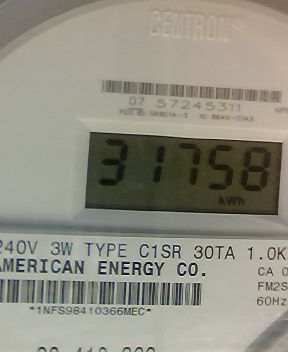 CENTRON®
07 57245311
31758
kWh
240V 3W TYPE C1SR 30TA 1.0K
AMERICAN ENERGY CO.
CA 0
FM2S
60Hz
*1NFS98410366MEC*